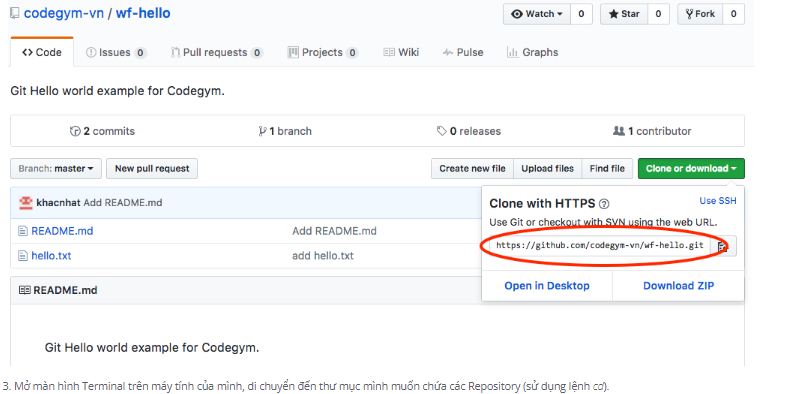 codegym-vn / wf-hello
Watch 0 Star 0 Fork 0
Code Issues 0 Pull requests 0 Projects 0 Wiki Pulse Graphs
Git Hello world example for Codegym.
2 commits 1 branch 0 releases 1 contributor
Branch: master New pull request Create new file Upload files Find file Clone or download
khacnhat Add README.md
README.md Add README.md
hello.txt add hello.txt
Clone with HTTPS Use SSH
Use Git or checkout with SVN using the web URL.
https://github.com/codegym-vn/wf-hello.git
Open in Desktop Download ZIP
README.md
Git Hello world example for Codegym.
3. Mở màn hình Terminal trên máy tính của mình, di chuyển đến thư mục mình muốn chứa các Repository (sử dụng lệnh cơ).